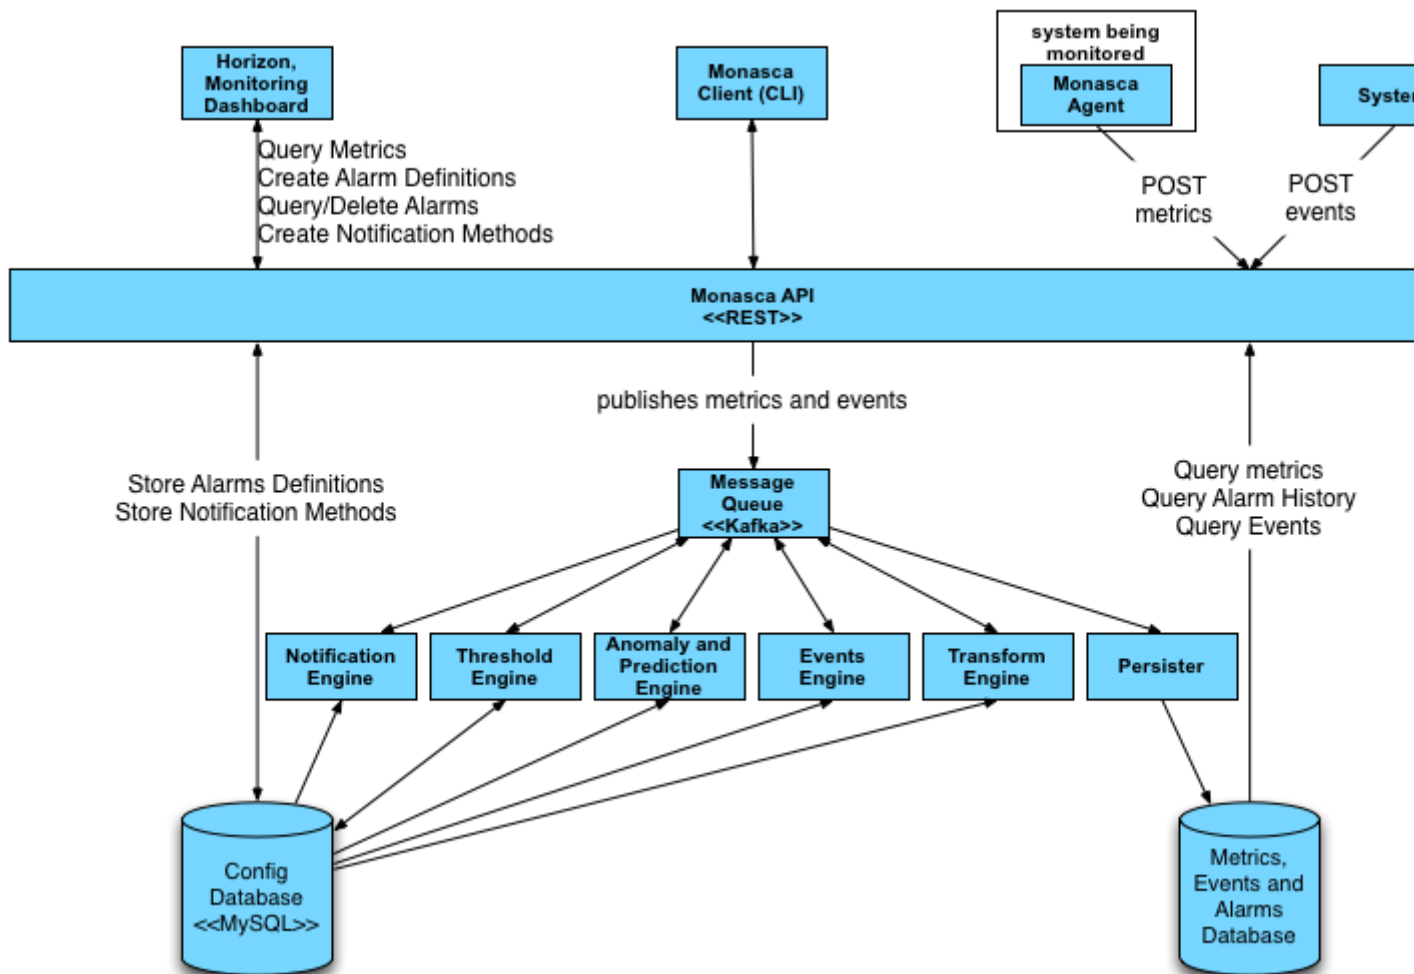 Horizon,
Monitoring
Dashboard
Monasca
Client (CLI)
system being
monitored
Monasca
Agent
Query Metrics
Create Alarm Definitions
Query/Delete Alarms
Create Notification Methods
POST
metrics
POST
events
Monasca API
<<REST>>
publishes metrics and events
Store Alarms Definitions
Store Notification Methods
Message
Queue
<<Kafka>>
Query metrics
Query Alarm History
Query Events
Notification
Engine
Threshold
Engine
Anomaly and
Prediction
Engine
Events
Engine
Transform
Engine
Persister
Config
Database
<<MySQL>>
Metrics,
Events and
Alarms
Database